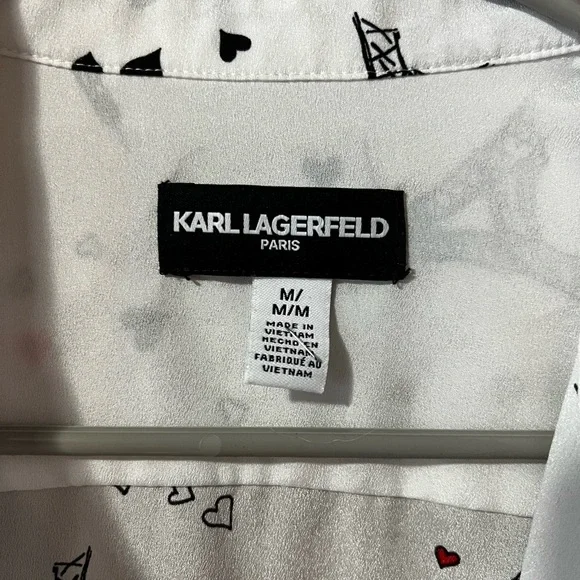 KARL LAGERFELD
PARIS
M/
M/M
MADE IN
VIETNAM
HECHO EN
VIETNAM
FABRIQUÉ AU
VIETNAM